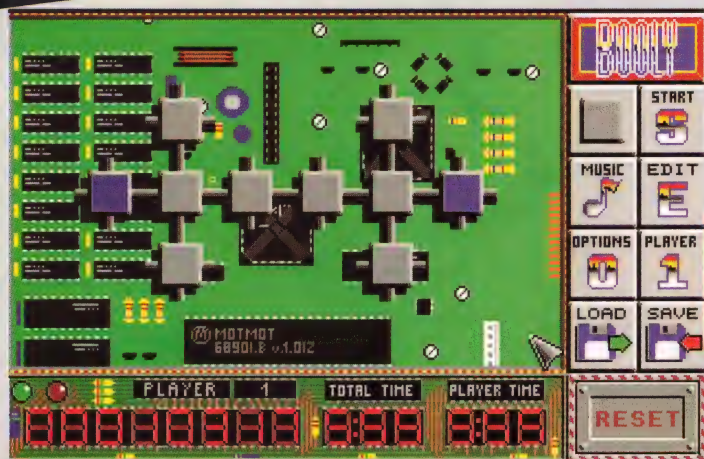 BOOLY
START
S
MUSIC
EDIT
E
OPTIONS
PLAYER
O
1
LOAD
SAVE
MOTMOT
68901.B v.1.012
PLAYER 1
TOTAL TIME
PLAYER TIME
RESET